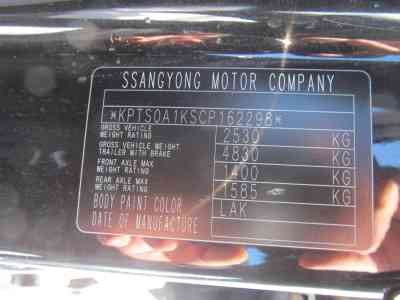 SSANGYONG MOTOR COMPANY
*KPTS0A1KSCP162298*
GROSS VEHICLE WEIGHT RATING 2530 KG
GROSS VEHICLE WEIGHT TRAILER WITH BRAKE 4830 KG
FRONT AXLE MAX WEIGHT RATING KG
REAR AXLE MAX WEIGHT RATING 1585 KG
BODY PAINT COLOR LAK
DATE OF MANUFACTURE